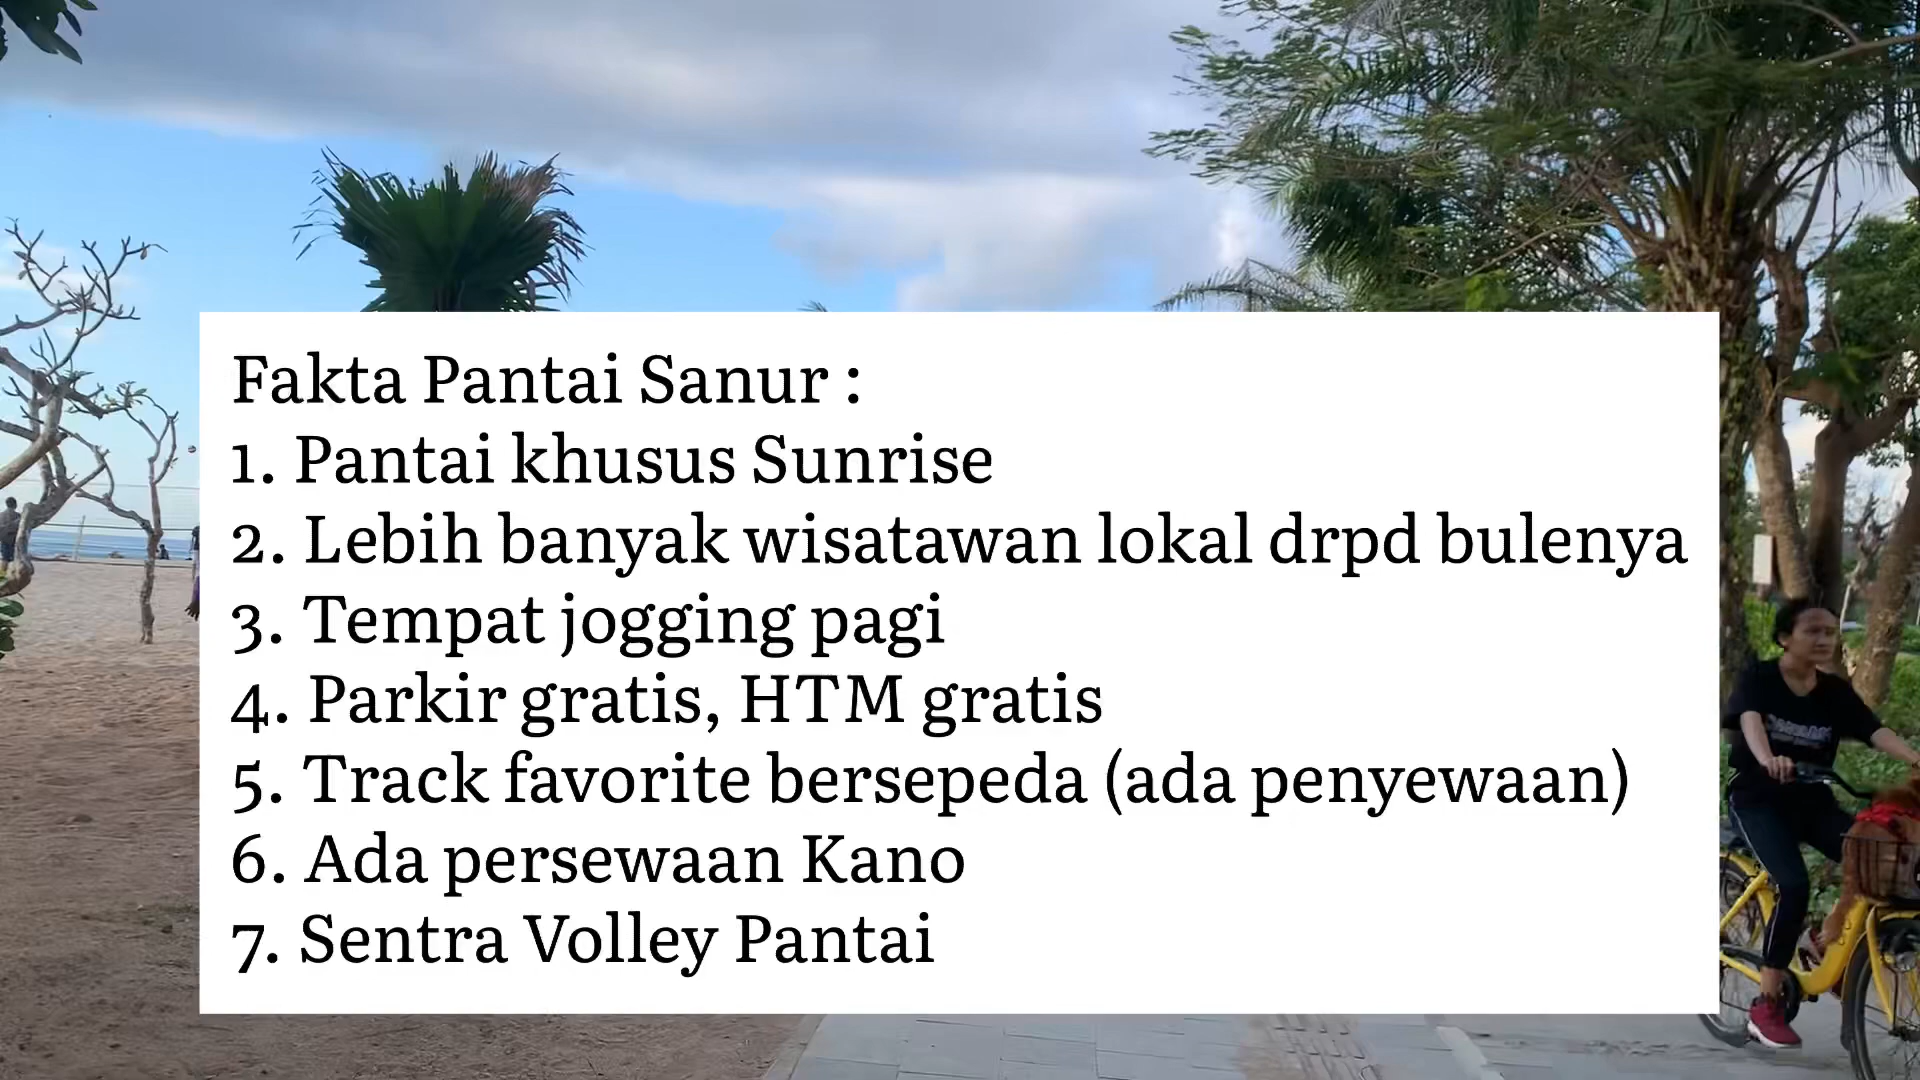 Fakta Pantai Sanur :
1. Pantai khusus Sunrise
2. Lebih banyak wisatawan lokal drpd bulenya
3. Tempat jogging pagi
4. Parkir gratis, HTM gratis
5. Track favorite bersepeda (ada penyewaan)
6. Ada persewaan Kano
7. Sentra Volley Pantai